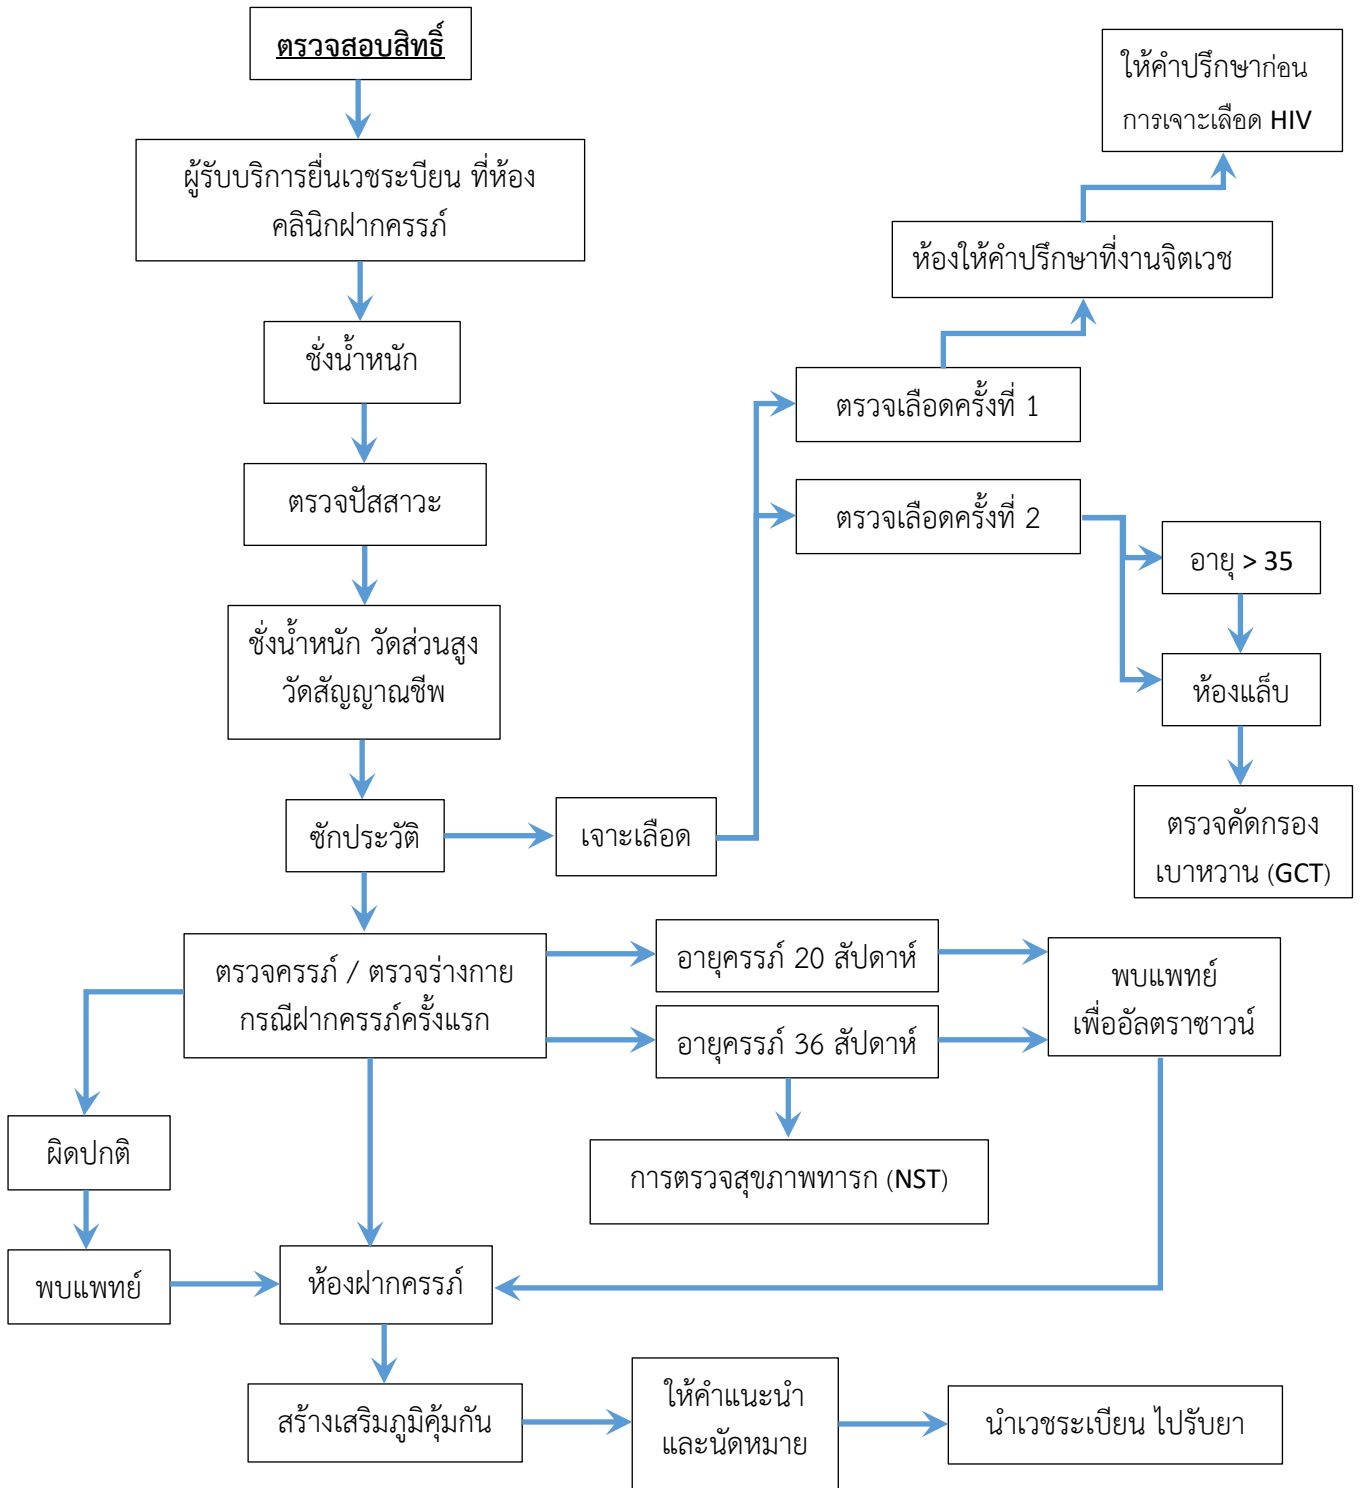 ตรวจสอบสิทธิ์
ให้คำปรึกษาก่อน
การเจาะเลือด HIV
ผู้รับบริการยื่นเวชระบียน ที่ห้อง
คลินิกฝากครรภ์
ห้องให้คำปรึกษาที่งานจิตเวช
ชั่งน้ำหนัก
ตรวจเลือดครั้งที่ 1
ตรวจปัสสาวะ
ตรวจเลือดครั้งที่ 2
อายุ > 35
ชั่งน้ำหนัก วัดส่วนสูง
วัดสัญญาณชีพ
ห้องแล็บ
ซักประวัติ
เจาะเลือด
ตรวจคัดกรอง
เบาหวาน (GCT)
ตรวจครรภ์ / ตรวจร่างกาย
กรณีฝากครรภ์ครั้งแรก
อายุครรภ์ 20 สัปดาห์
อายุครรภ์ 36 สัปดาห์
พบแพทย์
เพื่ออัลตราซาวน์
ผิดปกติ
การตรวจสุขภาพทารก (NST)
พบแพทย์
ห้องฝากครรภ์
สร้างเสริมภูมิคุ้มกัน
ให้คำแนะนำ
และนัดหมาย
นำเวชระเบียน ไปรับยา